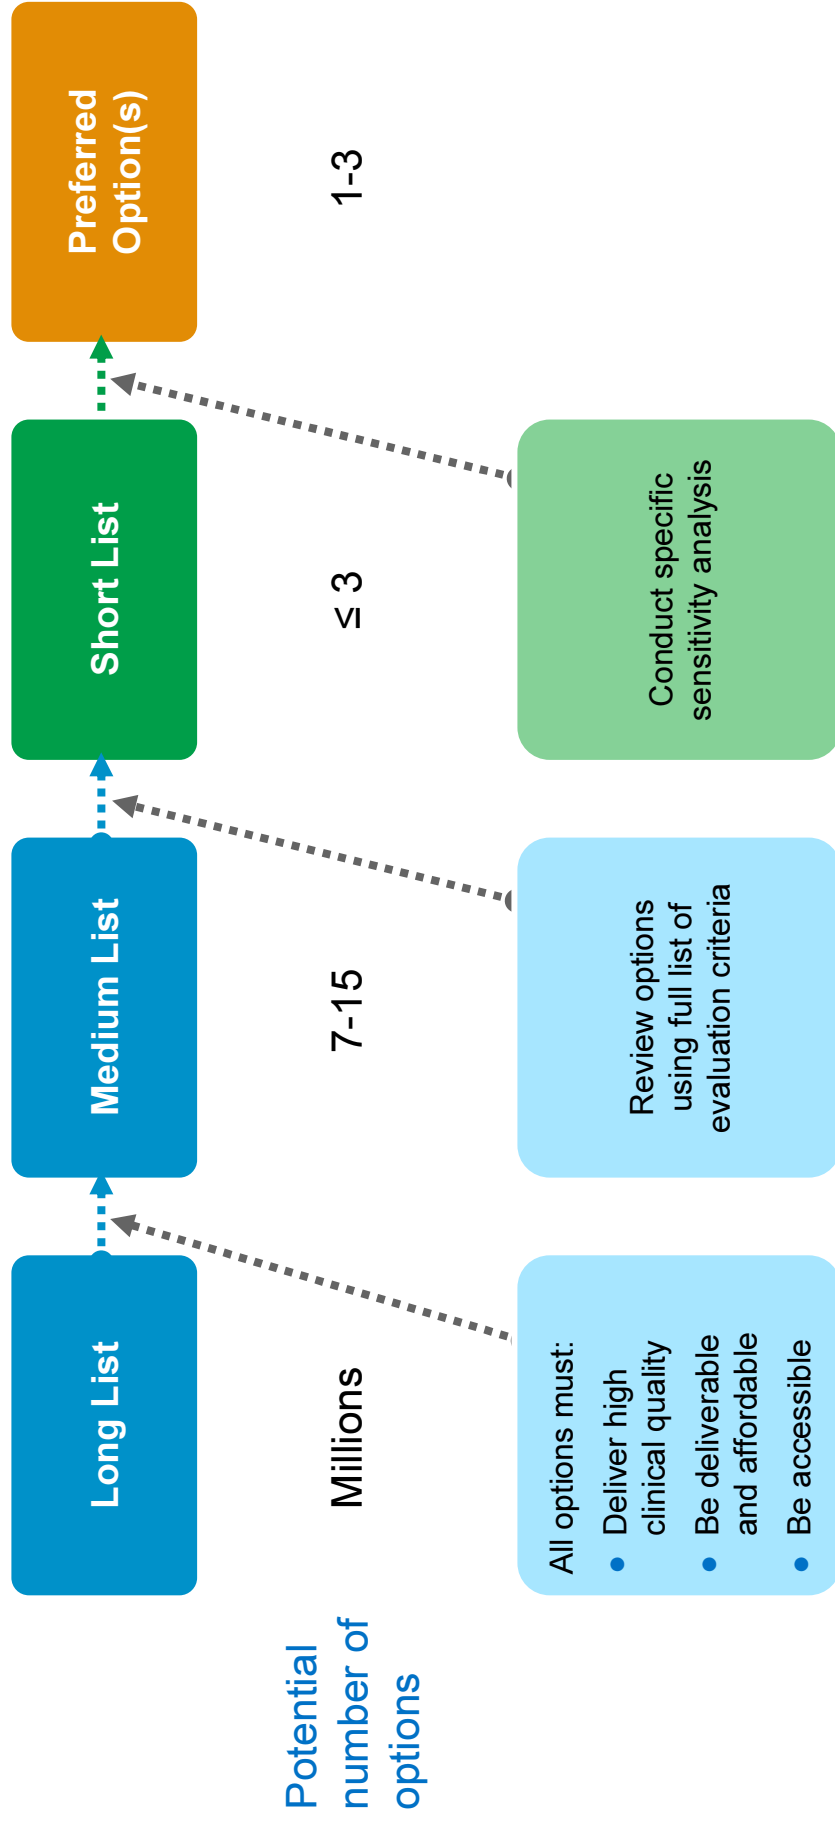 Long List
Medium List
Short List
Preferred
Option(s)
Potential
number of
options
Millions
7-15
≤ 3
1-3
All options must:
● Deliver high
clinical quality
● Be deliverable
and affordable
● Be accessible
Review options
using full list of
evaluation criteria
Conduct specific
sensitivity analysis